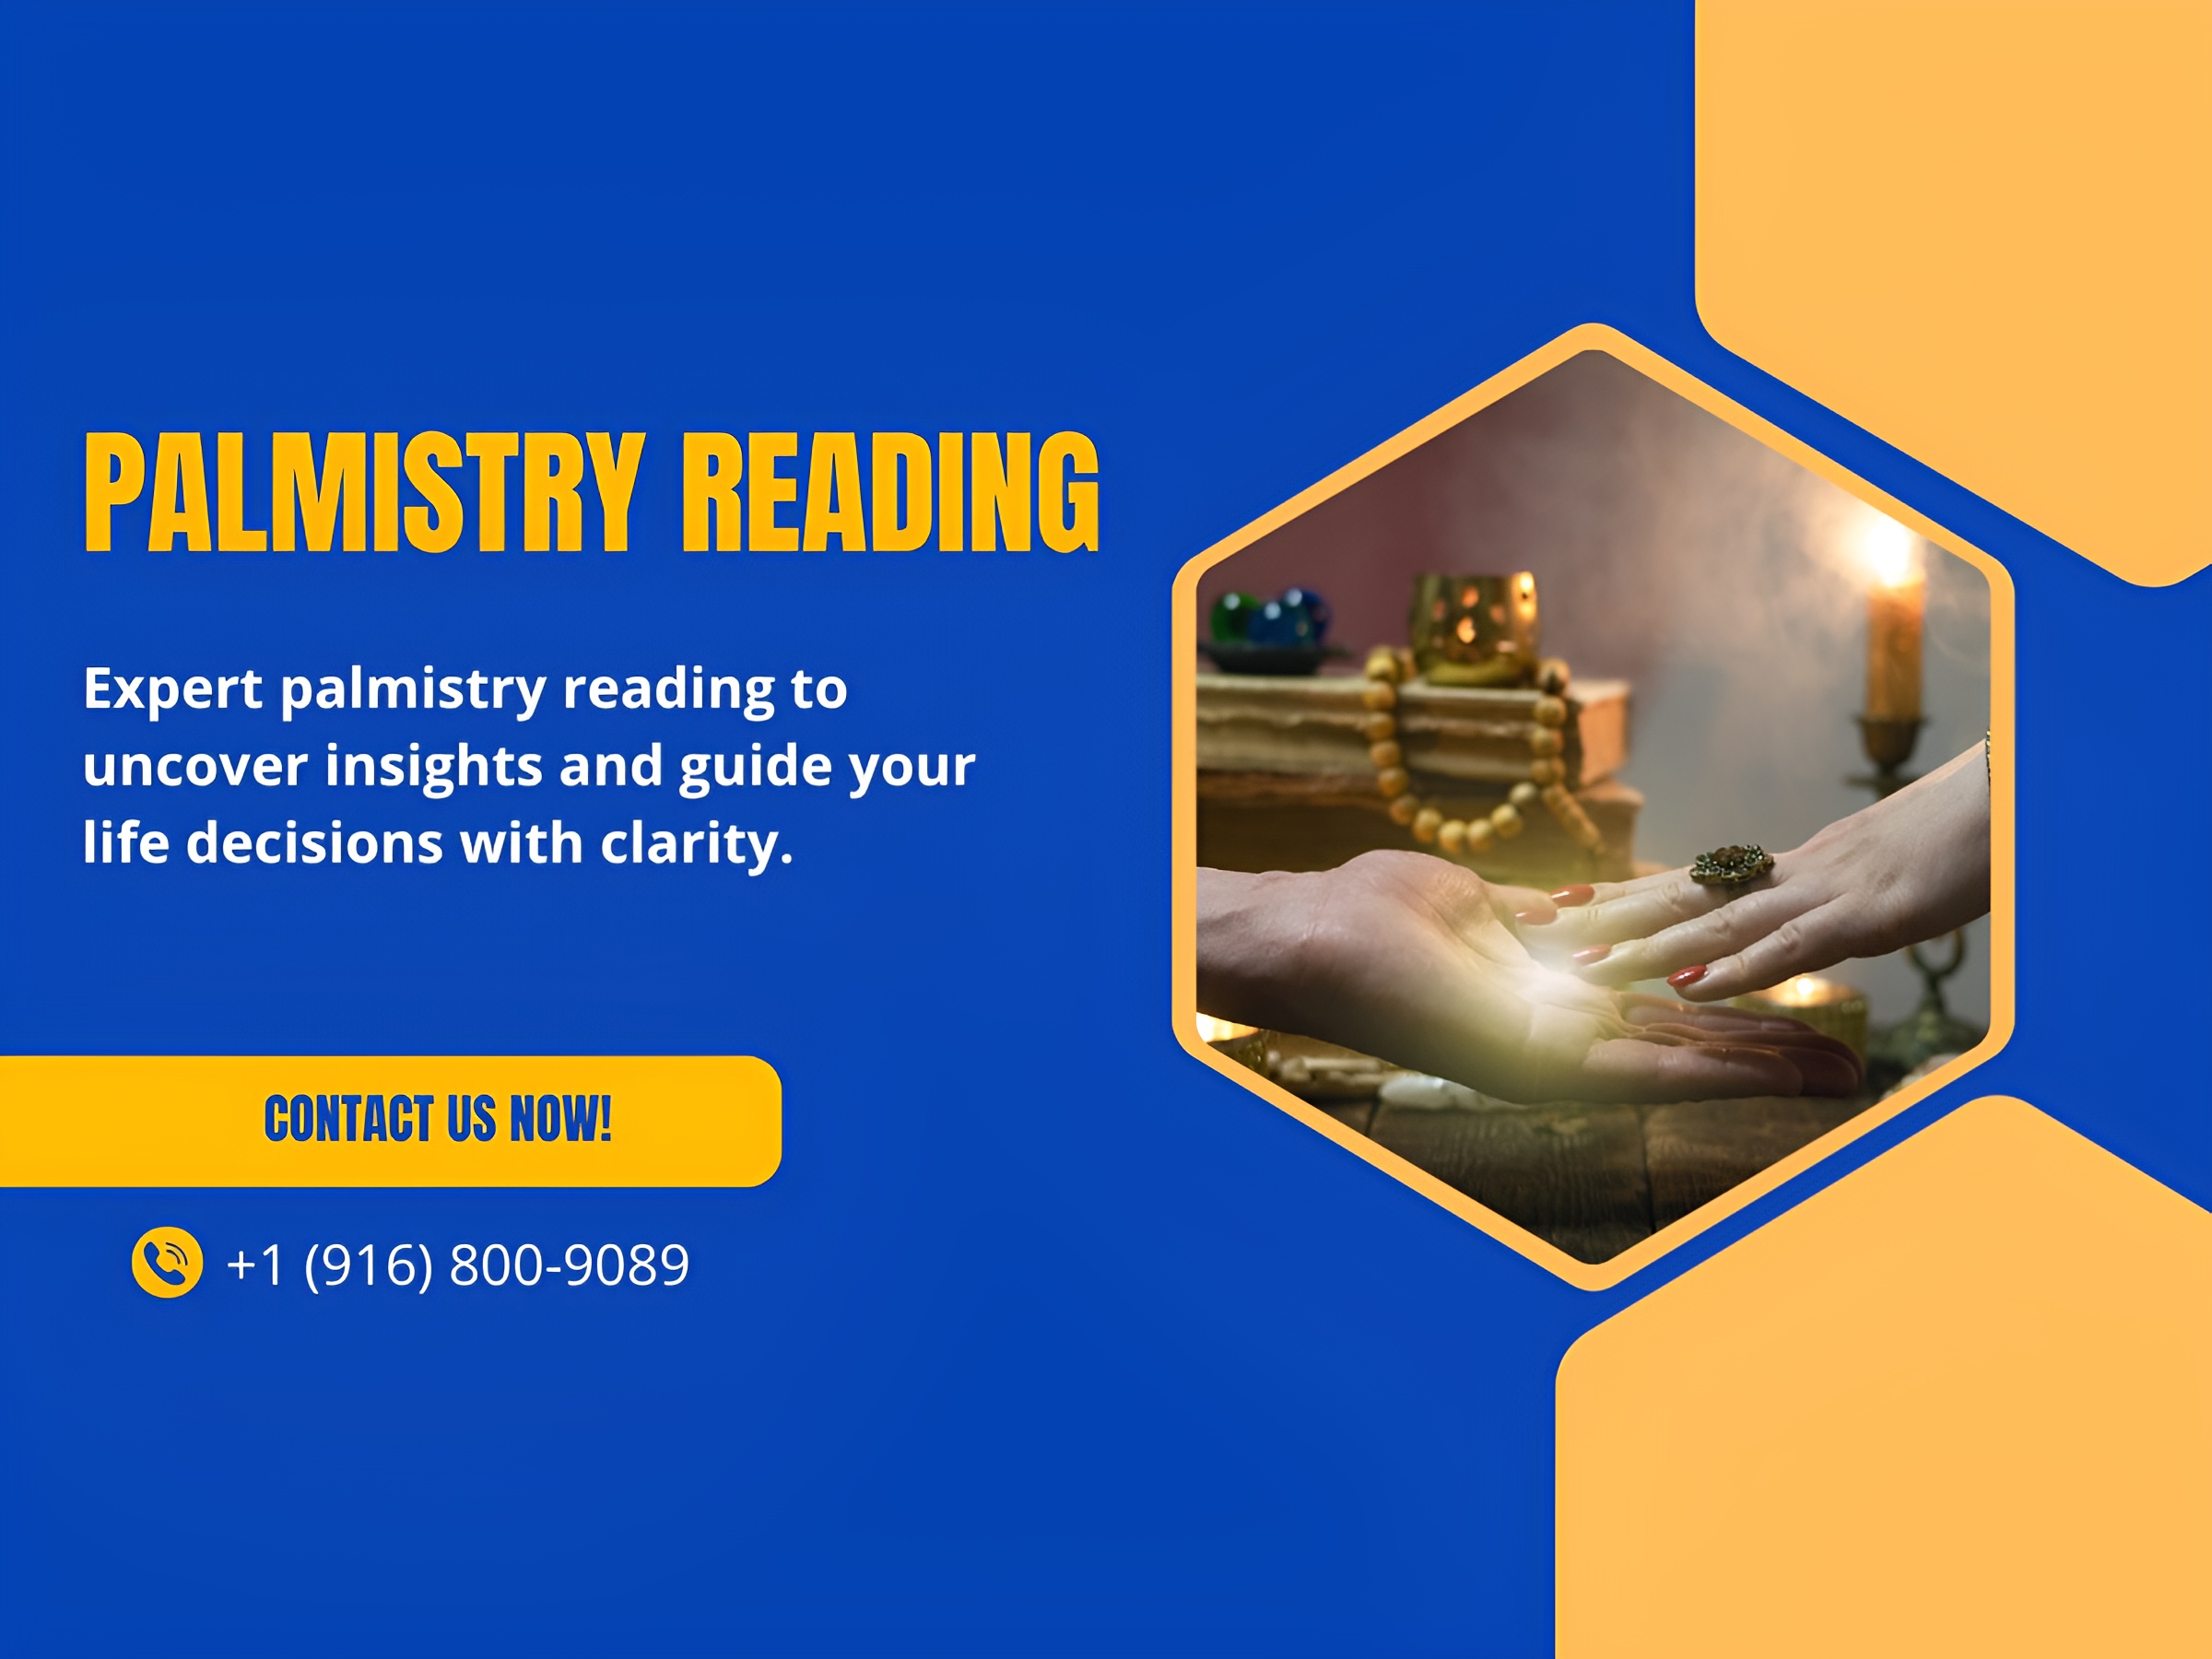 PALMISTRY READING
Expert palmistry reading to
uncover insights and guide your
life decisions with clarity.
CONTACT US NOW!
+1 (916) 800-9089